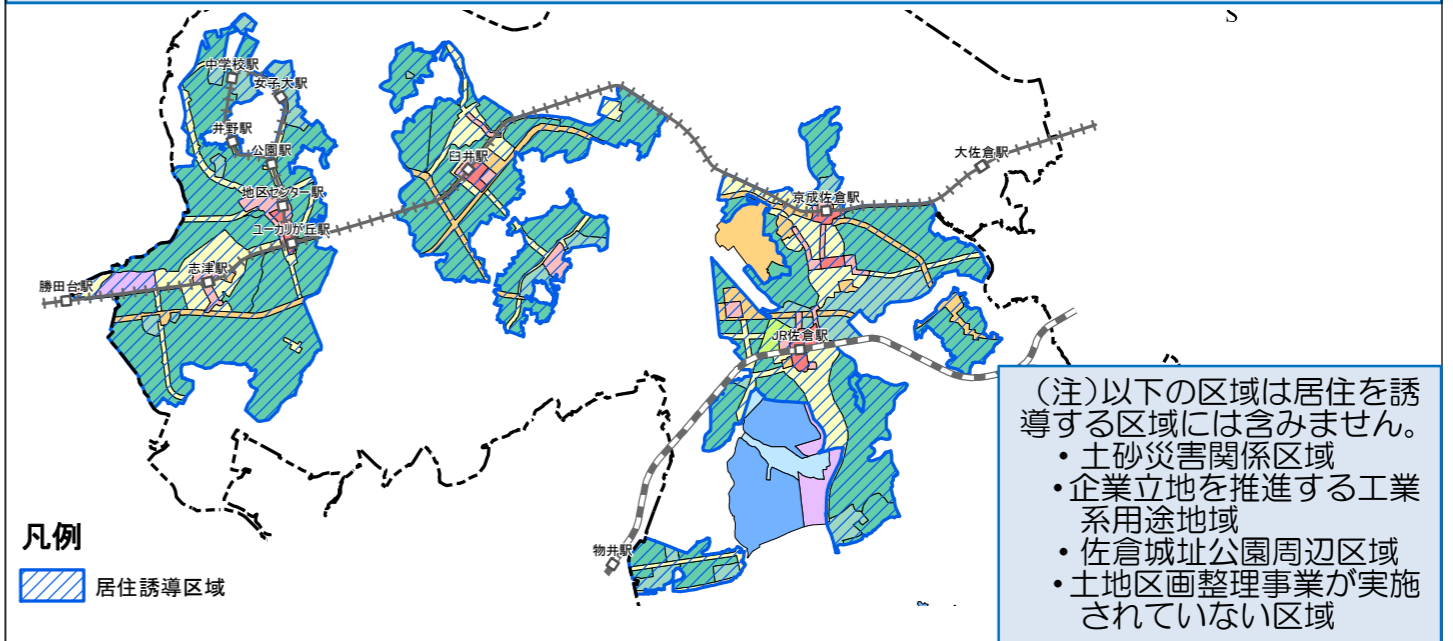 S
中学校駅
女子大駅
井野駅
公園駅
地区センター駅
ユーカリが丘駅
志津駅
勝田台駅
臼井駅
京成佐倉駅
大佐倉駅
JR佐倉駅
物井駅
凡例
居住誘導区域
（注）以下の区域は居住を誘
導する区域には含みません。
・土砂災害関係区域
・企業立地を推進する工業
系用途地域
・佐倉城址公園周辺区域
・土地区画整理事業が実施
されていない区域